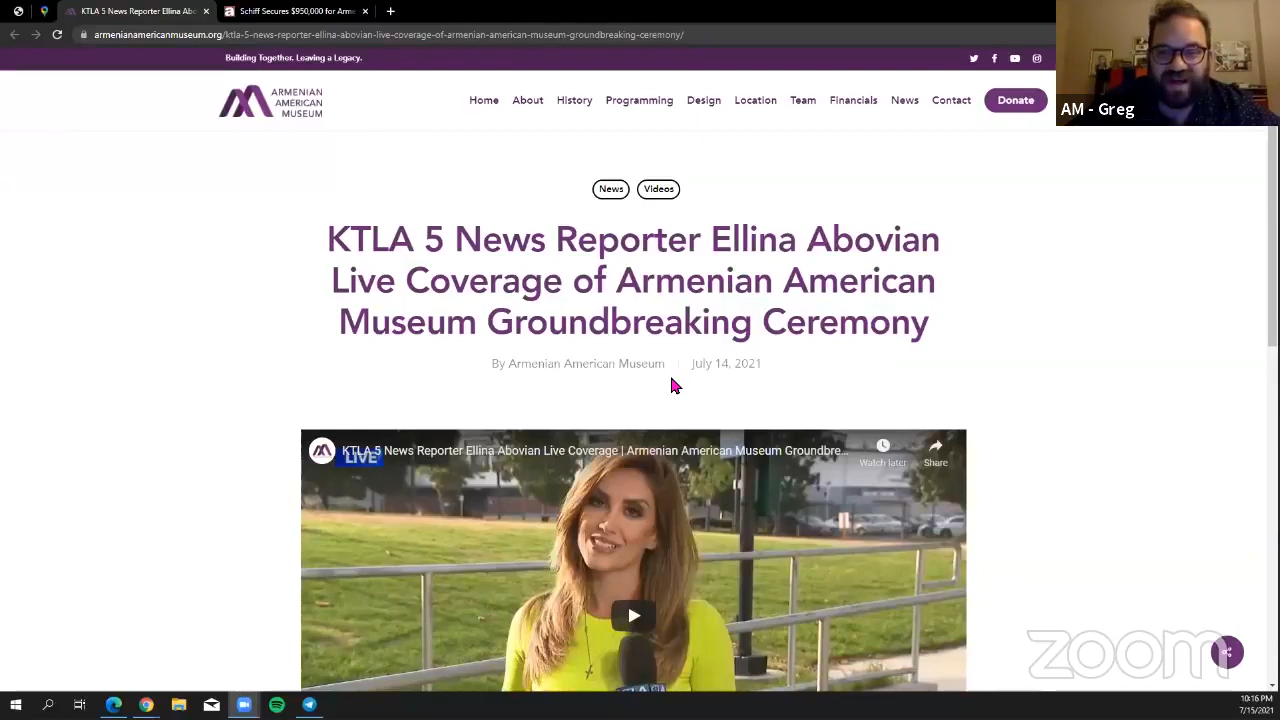 KTLA 5 News Reporter Ellina Abo
Schiff Secures $950,000 for Arme
armenianamericanmuseum.org/ktla-5-news-reporter-ellina-abovian-live-coverage-of-armenian-american-museum-groundbreaking-ceremony/
Building Together. Leaving a Legacy.
ARMENIAN
AMERICAN
MUSEUM
Home About History Programming Design Location Team Financials News Contact Donate
AM - Greg
News Videos
KTLA 5 News Reporter Ellina Abovian
Live Coverage of Armenian American
Museum Groundbreaking Ceremony
By Armenian American Museum July 14, 2021
KTLA 5 News Reporter Ellina Abovian Live Coverage | Armenian American Museum Groundbre...
LIVE
Watch later Share
zoom
10:16 PM
7/15/2021